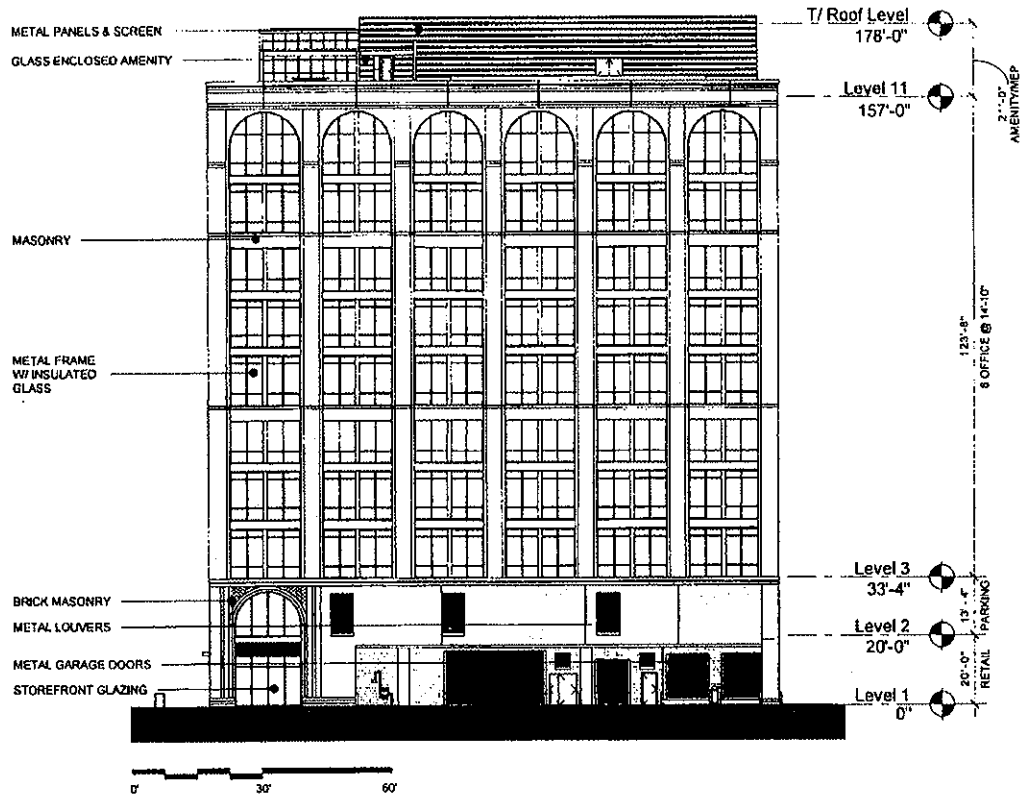 METAL PANELS & SCREEN
GLASS ENCLOSED AMENITY
MASONRY
METAL FRAME
W/ INSULATED
GLASS
BRICK MASONRY
METAL LOUVERS
METAL GARAGE DOORS
STOREFRONT GLAZING
T/ Roof Level
178'-0"
Level 11
157'-0"
Level 3
33'-4"
Level 2
20'-0"
Level 1
0"
AMENITY/MEP
123'-8"
8 OFFICE @ 14'-10"
13'-4"
PARKING
20'-0"
RETAIL
0'
30'
60'